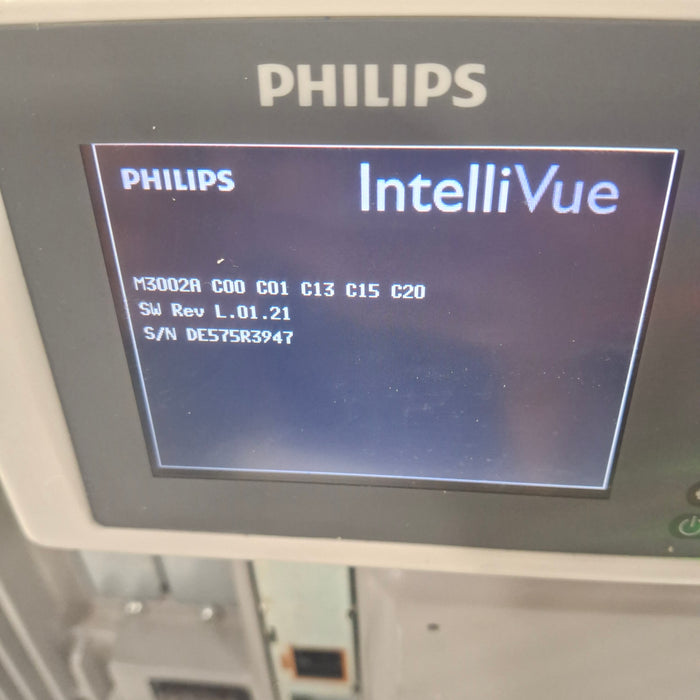 PHILIPS
PHILIPS IntelliVue
M3002A C00 C01 C13 C15 C20
SW Rev L.01.21
S/N DE575R3947